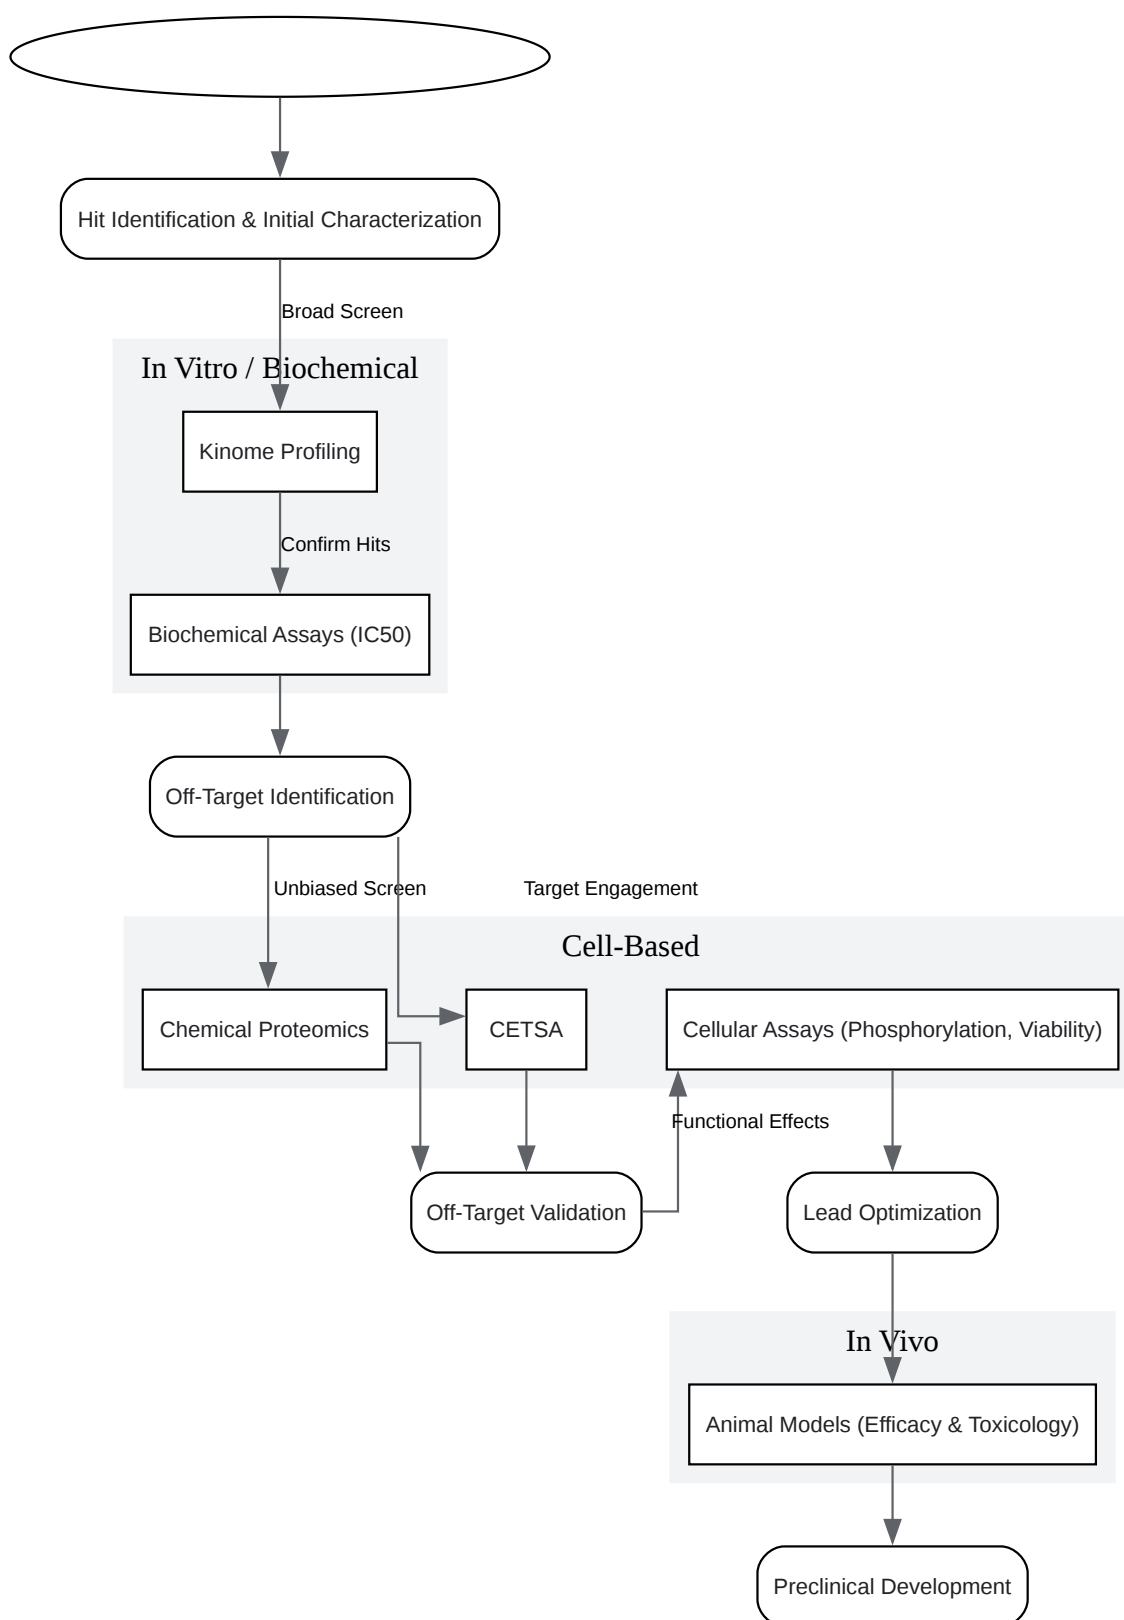 Hit Identification & Initial Characterization
Broad Screen
In Vitro / Biochemical
Kinome Profiling
Confirm Hits
Biochemical Assays (IC50)
Off-Target Identification
Unbiased Screen
Target Engagement
Cell-Based
Chemical Proteomics
CETSA
Cellular Assays (Phosphorylation, Viability)
Functional Effects
Off-Target Validation
Lead Optimization
In Vivo
Animal Models (Efficacy & Toxicology)
Preclinical Development